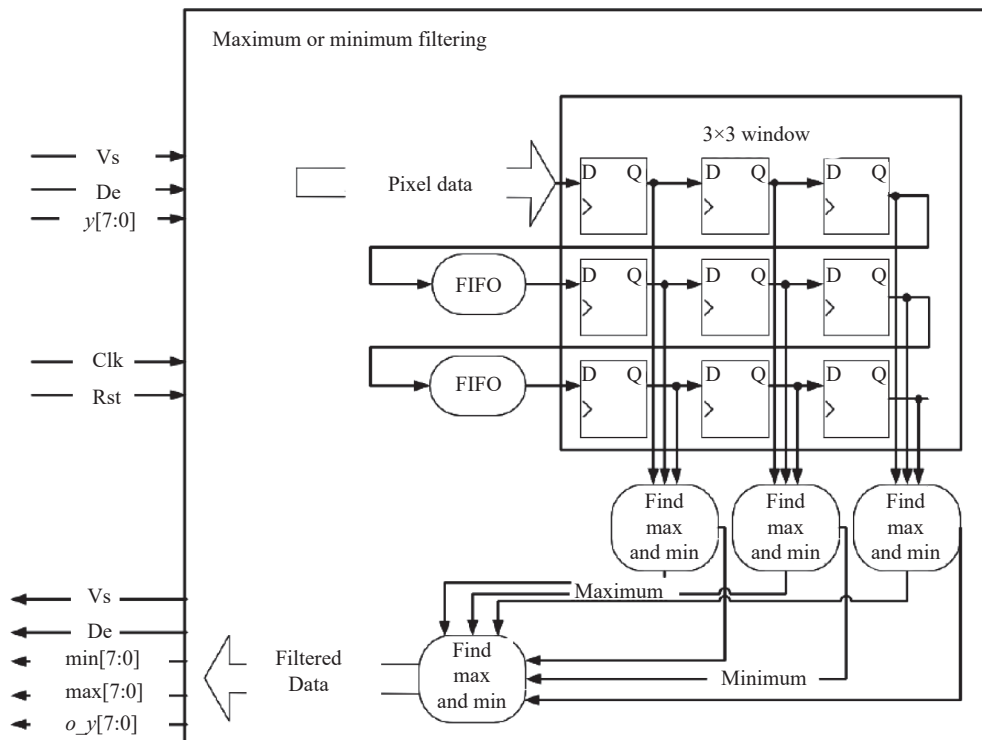 Maximum or minimum filtering
3×3 window
Vs
De
y[7:0]
Pixel data
D Q D Q D Q
FIFO
D Q D Q D Q
Clk
Rst
FIFO
D Q D Q D Q
Find
max
and min
Find
max
and min
Find
max
and min
Maximum
Vs
De
min[7:0]
max[7:0]
o_y[7:0]
Filtered
Data
Find
max
and min
Minimum